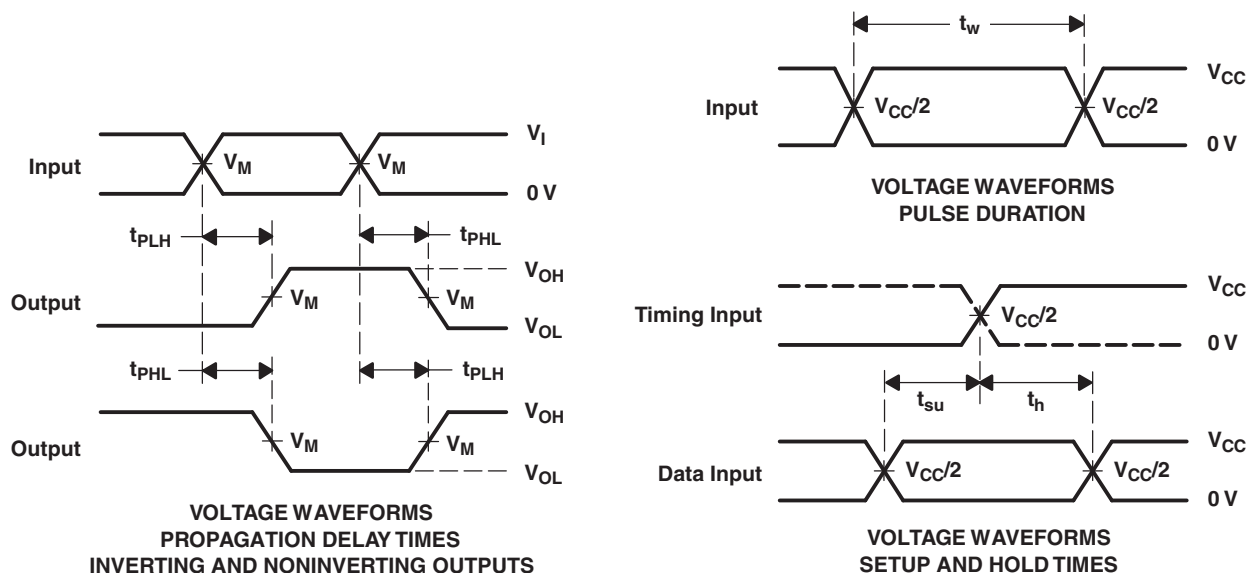 Input
V_I
V_M
V_M
0 V
t_PLH
t_PHL
Output
V_OH
V_M
V_M
V_OL
t_PHL
t_PLH
Output
V_OH
V_M
V_M
V_OL
VOLTAGE WAVEFORMS
PROPAGATION DELAY TIMES
INVERTING AND NONINVERTING OUTPUTS
t_w
V_CC
Input
V_CC/2
V_CC/2
0 V
VOLTAGE WAVEFORMS
PULSE DURATION
V_CC
Timing Input
V_CC/2
0 V
t_su
t_h
V_CC
Data Input
V_CC/2
V_CC/2
0 V
VOLTAGE WAVEFORMS
SETUP AND HOLD TIMES